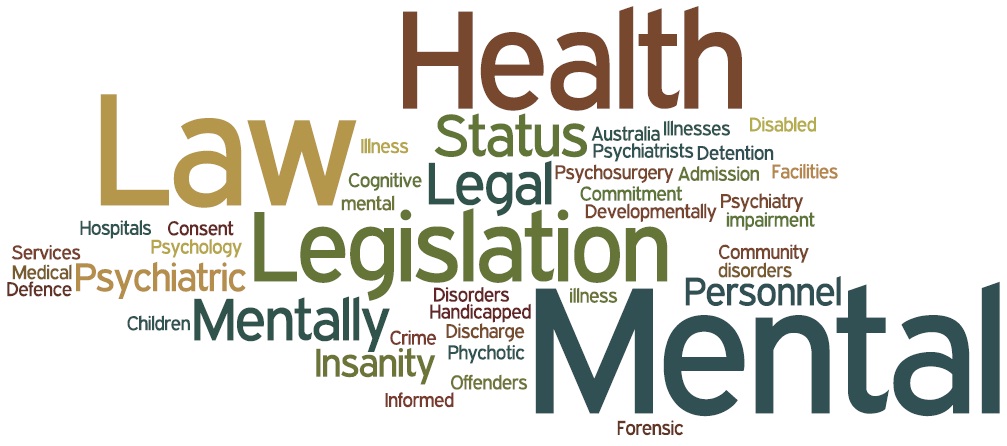 Health
Law
Status
Illness
Australia
Illnesses
Disabled
Psychiatrists
Detention
Cognitive
mental
Legal
Psychosurgery
Admission
Facilities
Commitment
Developmentally
Psychiatry
impairment
Hospitals
Consent
Legislation
Services
Psychology
Medical
Defence
Psychiatric
Community
disorders
Personnel
Disorders
illness
Handicapped
Mental
Children
Mentally
Crime
Discharge
Insanity
Phychotic
Offenders
Informed
Forensic